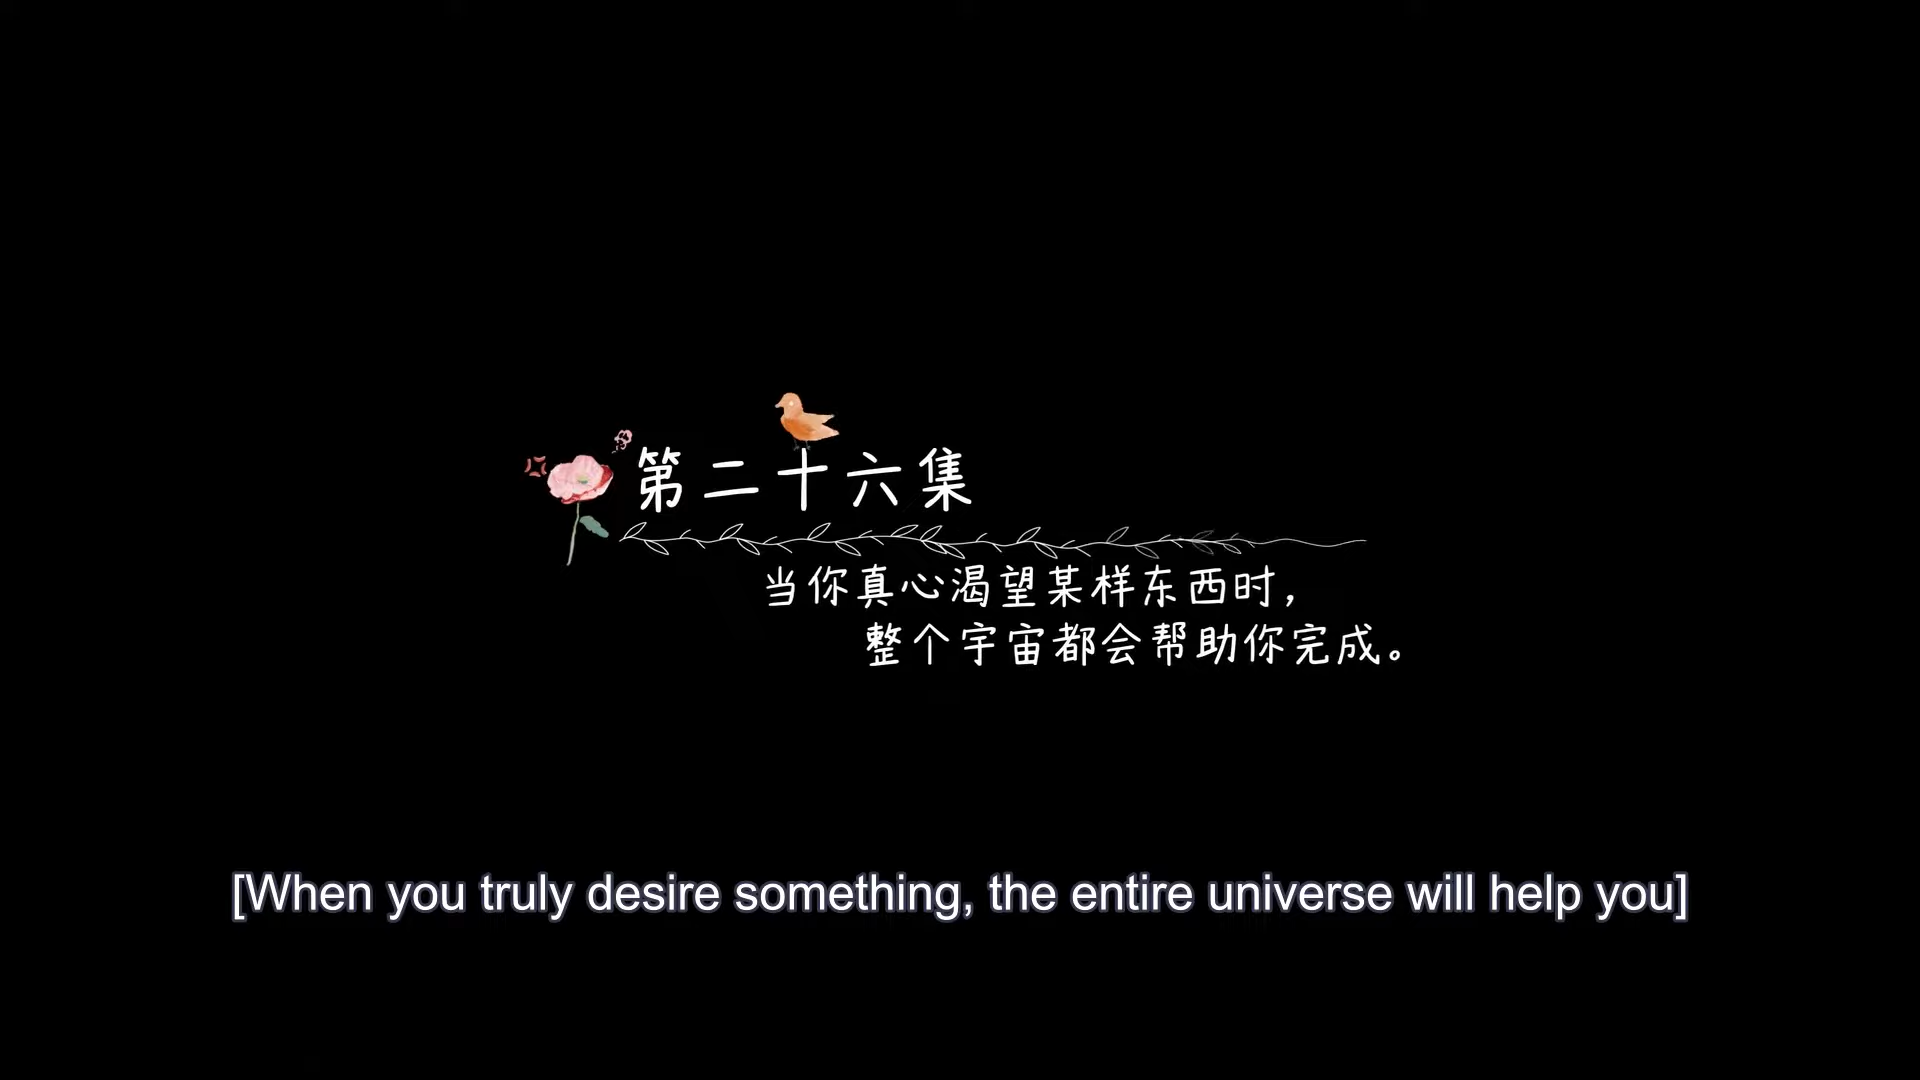 第二十六集
当你真心渴望某样东西时，
整个宇宙都会帮助你完成。
[When you truly desire something, the entire universe will help you]